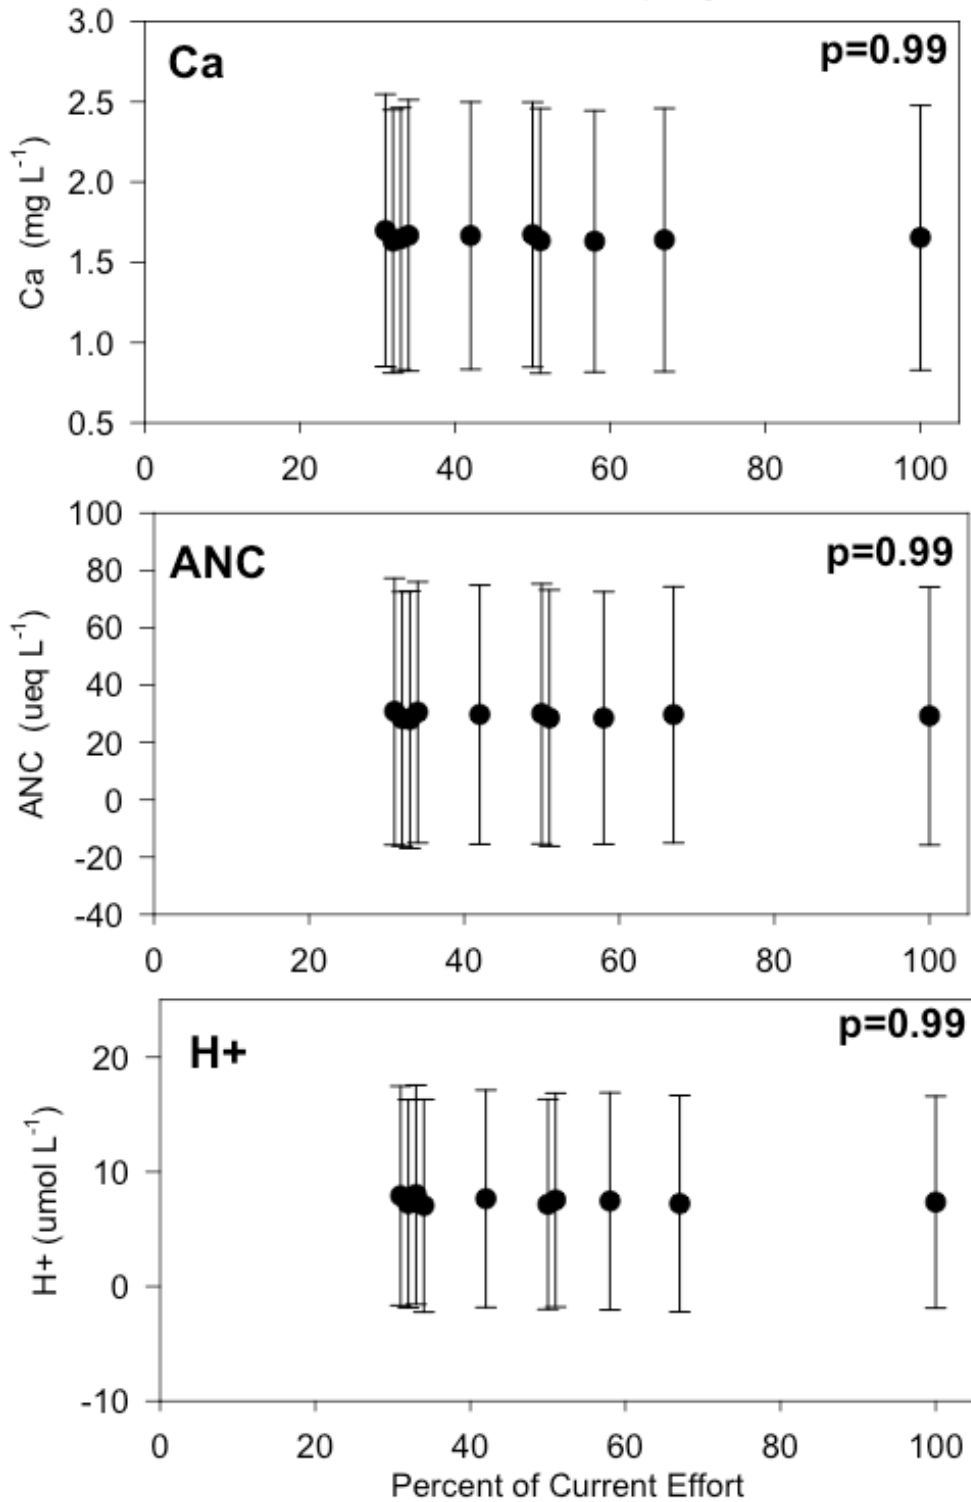 3.0
Ca
p=0.99
2.5
2.0
1.5
1.0
0.5
Ca (mg L-1)
0 20 40 60 80 100
100
ANC
p=0.99
80
60
40
20
0
-20
-40
ANC (ueq L-1)
0 20 40 60 80 100
H+
p=0.99
20
10
0
-10
H+ (umol L-1)
0 20 40 60 80 100
Percent of Current Effort